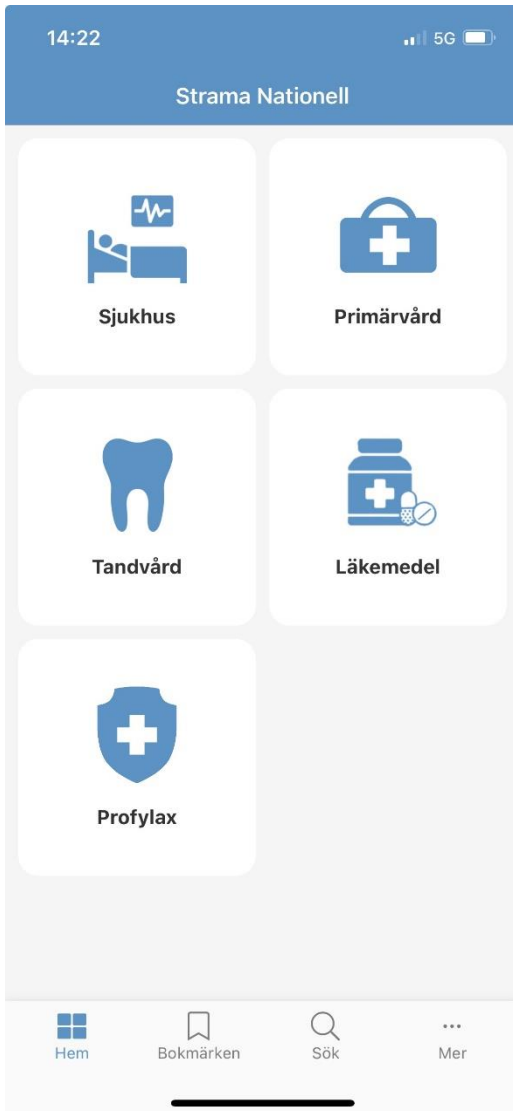 14:22
5G
Strama Nationell
Sjukhus
Primärvård
Tandvård
Läkemedel
Profylax
Hem
Bokmärken
Sök
Mer